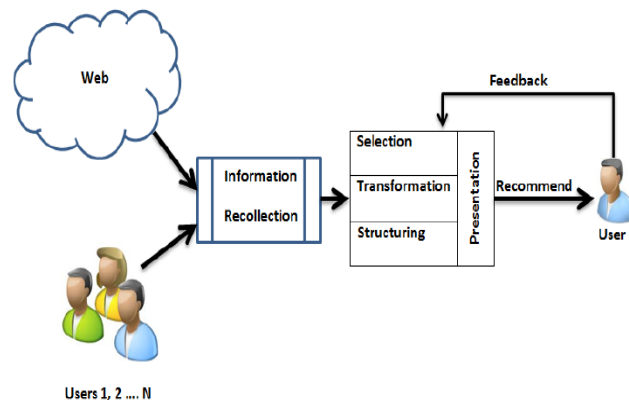 Web
Feedback
Information
Recollection
Selection
Transformation
Structuring
Presentation
Recommend
User
Users 1, 2 .... N